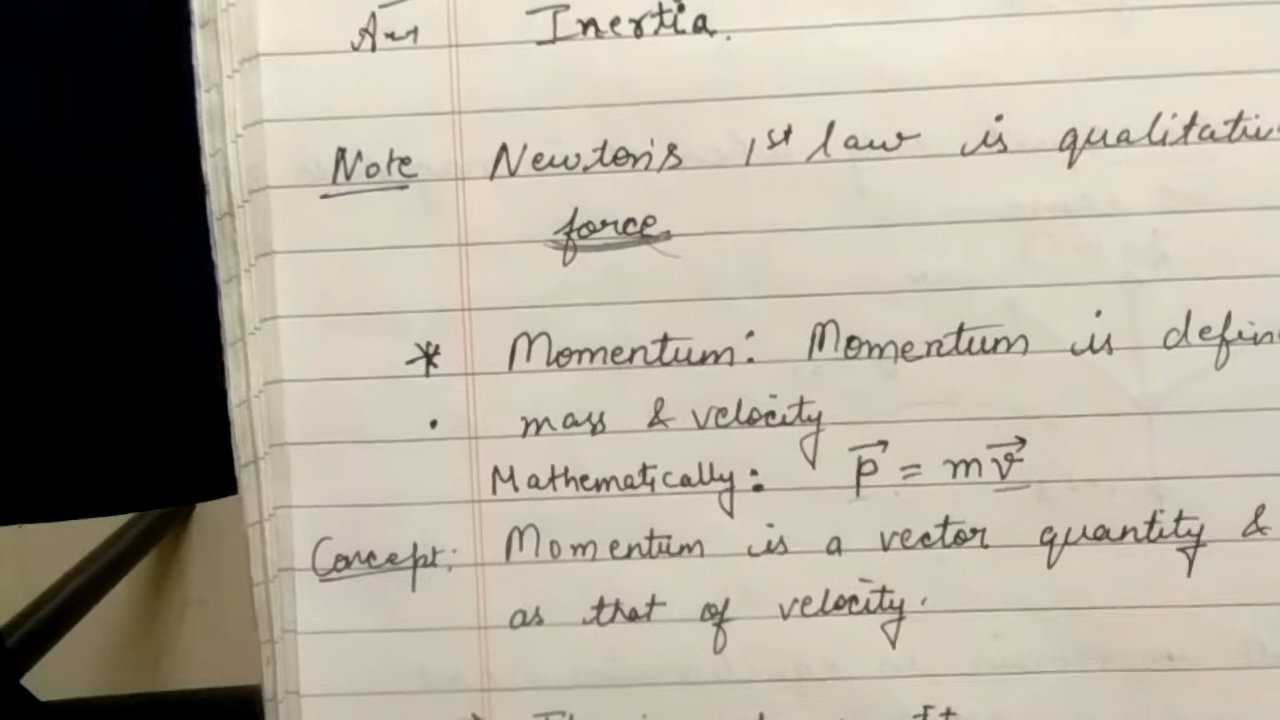 Ans Inertia.
Note Newton's 1st law is qualitati
force
* Momentum: Momentum is defin
. mass & velocity
Mathematically: p⃗ = mv⃗
Concept: Momentum is a vector quantity &
as that of velocity.